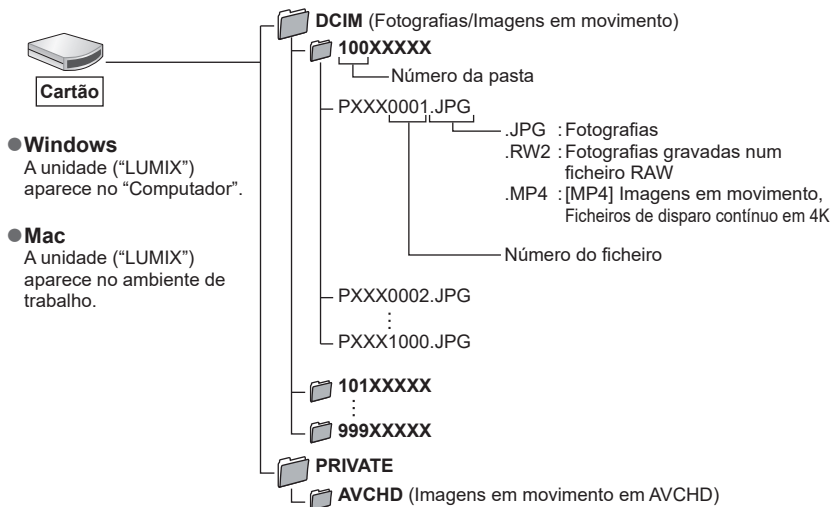 DCIM (Fotografias/Imagens em movimento)
100XXXXX
Número da pasta
Cartão
PXXX0001.JPG
.JPG : Fotografias
.RW2 : Fotografias gravadas num
ficheiro RAW
.MP4 : [MP4] Imagens em movimento,
Ficheiros de disparo contínuo em 4K
Número do ficheiro
●Windows
A unidade (“LUMIX”)
aparece no “Computador”.
●Mac
A unidade (“LUMIX”)
aparece no ambiente de
trabalho.
PXXX0002.JPG
PXXX1000.JPG
101XXXXX
999XXXXX
PRIVATE
AVCHD (Imagens em movimento em AVCHD)